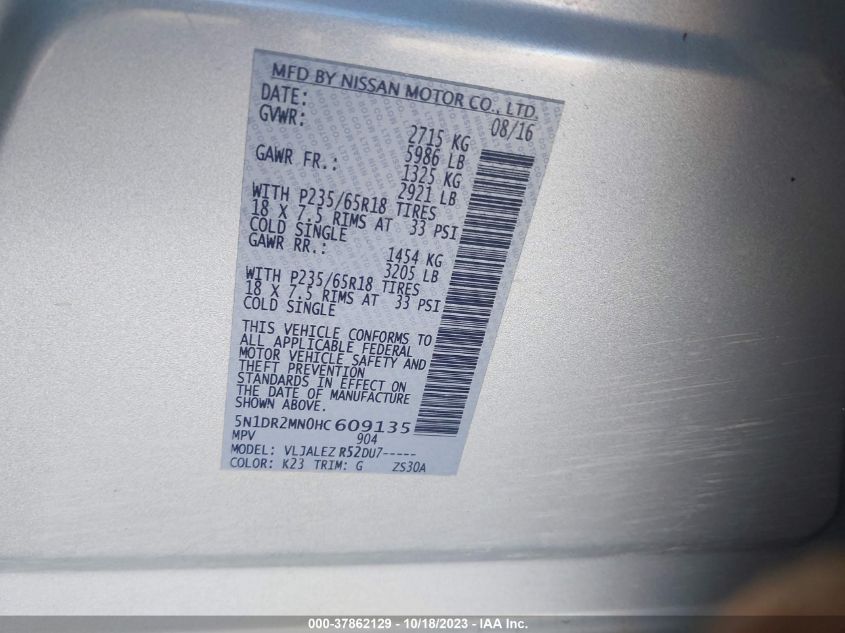 MFD BY NISSAN MOTOR CO., LTD.
DATE: 08/16
GVWR: 2715 KG
5986 LB
GAWR FR.: 1325 KG
2921 LB
WITH P235/65R18 TIRES
18 X 7.5 RIMS AT 33 PSI
COLD SINGLE
GAWR RR.: 1454 KG
3205 LB
WITH P235/65R18 TIRES
18 X 7.5 RIMS AT 33 PSI
COLD SINGLE
THIS VEHICLE CONFORMS TO
ALL APPLICABLE FEDERAL
MOTOR VEHICLE SAFETY AND
THEFT PREVENTION
STANDARDS IN EFFECT ON
THE DATE OF MANUFACTURE
SHOWN ABOVE.
5N1DR2MN0HC609135
MPV 904
MODEL: VLJALEZ R52DU7-----
COLOR: K23 TRIM: G ZS30A
000-37862129 - 10/18/2023 - IAA Inc.